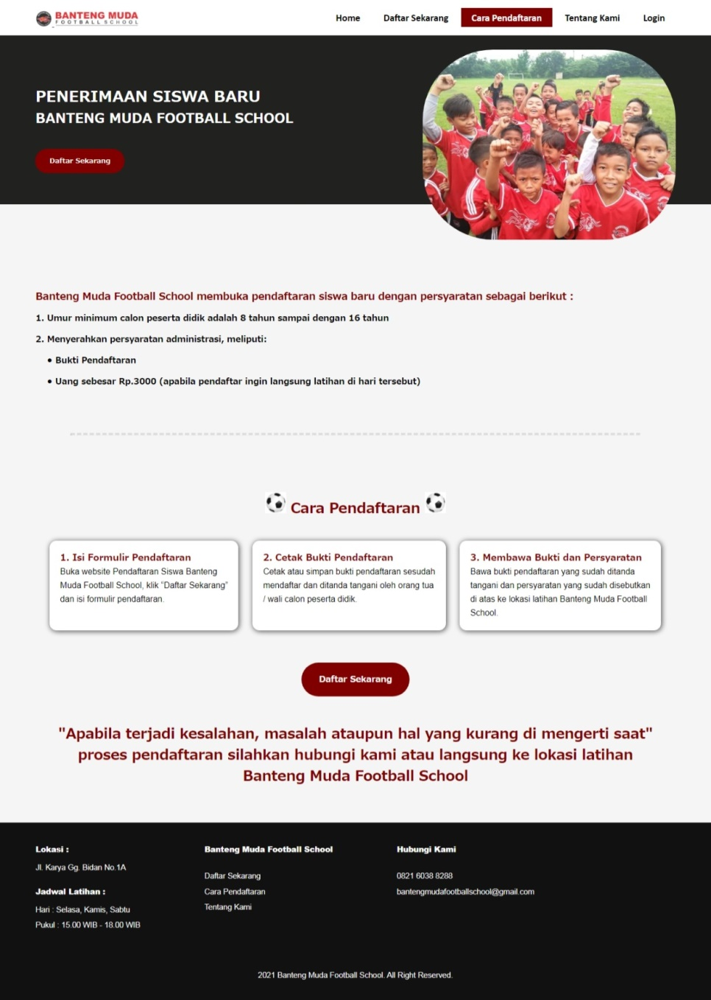 BANTENG MUDA
FOOTBALL SCHOOL
Home Daftar Sekarang Cara Pendaftaran Tentang Kami Login
PENERIMAAN SISWA BARU
BANTENG MUDA FOOTBALL SCHOOL
Daftar Sekarang
Banteng Muda Football School membuka pendaftaran siswa baru dengan persyaratan sebagai berikut :
1. Umur minimum calon peserta didik adalah 8 tahun sampai dengan 16 tahun
2. Menyerahkan persyaratan administrasi, meliputi:
• Bukti Pendaftaran
• Uang sebesar Rp.3000 (apabila pendaftar ingin langsung latihan di hari tersebut)
Cara Pendaftaran
1. Isi Formulir Pendaftaran
Buka website Pendaftaran Siswa Banteng
Muda Football School, klik “Daftar Sekarang”
dan isi formulir pendaftaran.
2. Cetak Bukti Pendaftaran
Cetak atau simpan bukti pendaftaran sesudah
mendaftar dan ditanda tangani oleh orang tua
/ wali calon peserta didik.
3. Membawa Bukti dan Persyaratan
Bawa bukti pendaftaran yang sudah ditanda
tangani dan persyaratan yang sudah disebutkan
di atas ke lokasi latihan Banteng Muda Football
School.
Daftar Sekarang
"Apabila terjadi kesalahan, masalah ataupun hal yang kurang di mengerti saat"
proses pendaftaran silahkan hubungi kami atau langsung ke lokasi latihan
Banteng Muda Football School
Lokasi :
Jl. Karya Gg. Bidan No.1A
Jadwal Latihan :
Hari : Selasa, Kamis, Sabtu
Pukul : 15.00 WIB - 18.00 WIB
Banteng Muda Football School
Daftar Sekarang
Cara Pendaftaran
Tentang Kami
Hubungi Kami
0821 6038 8288
bantengmudafootballschool@gmail.com
2021 Banteng Muda Football School. All Right Reserved.